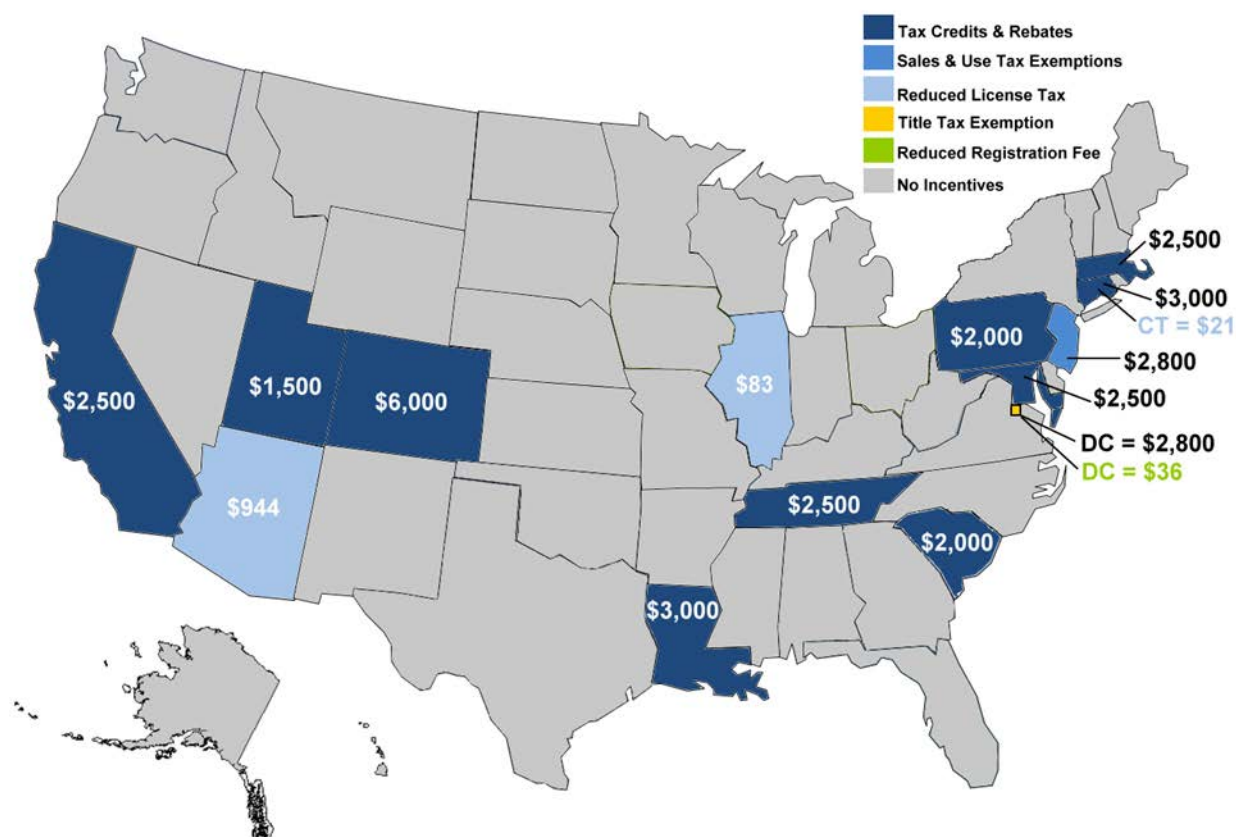 Tax Credits & Rebates
Sales & Use Tax Exemptions
Reduced License Tax
Title Tax Exemption
Reduced Registration Fee
No Incentives
$2,500
$3,000
CT = $21
$2,000
$2,800
$2,500
DC = $2,800
DC = $36
$2,500
$1,500
$6,000
$83
$944
$2,500
$2,000
$3,000